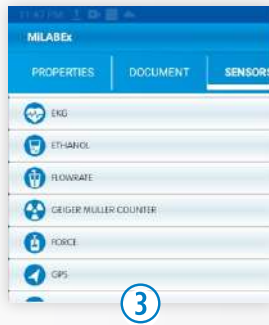 MiLABEx
PROPERTIES DOCUMENT SENSORS
EKG
ETHANOL
FLOWRATE
GEIGER MULLER COUNTER
FORCE
GPS
3